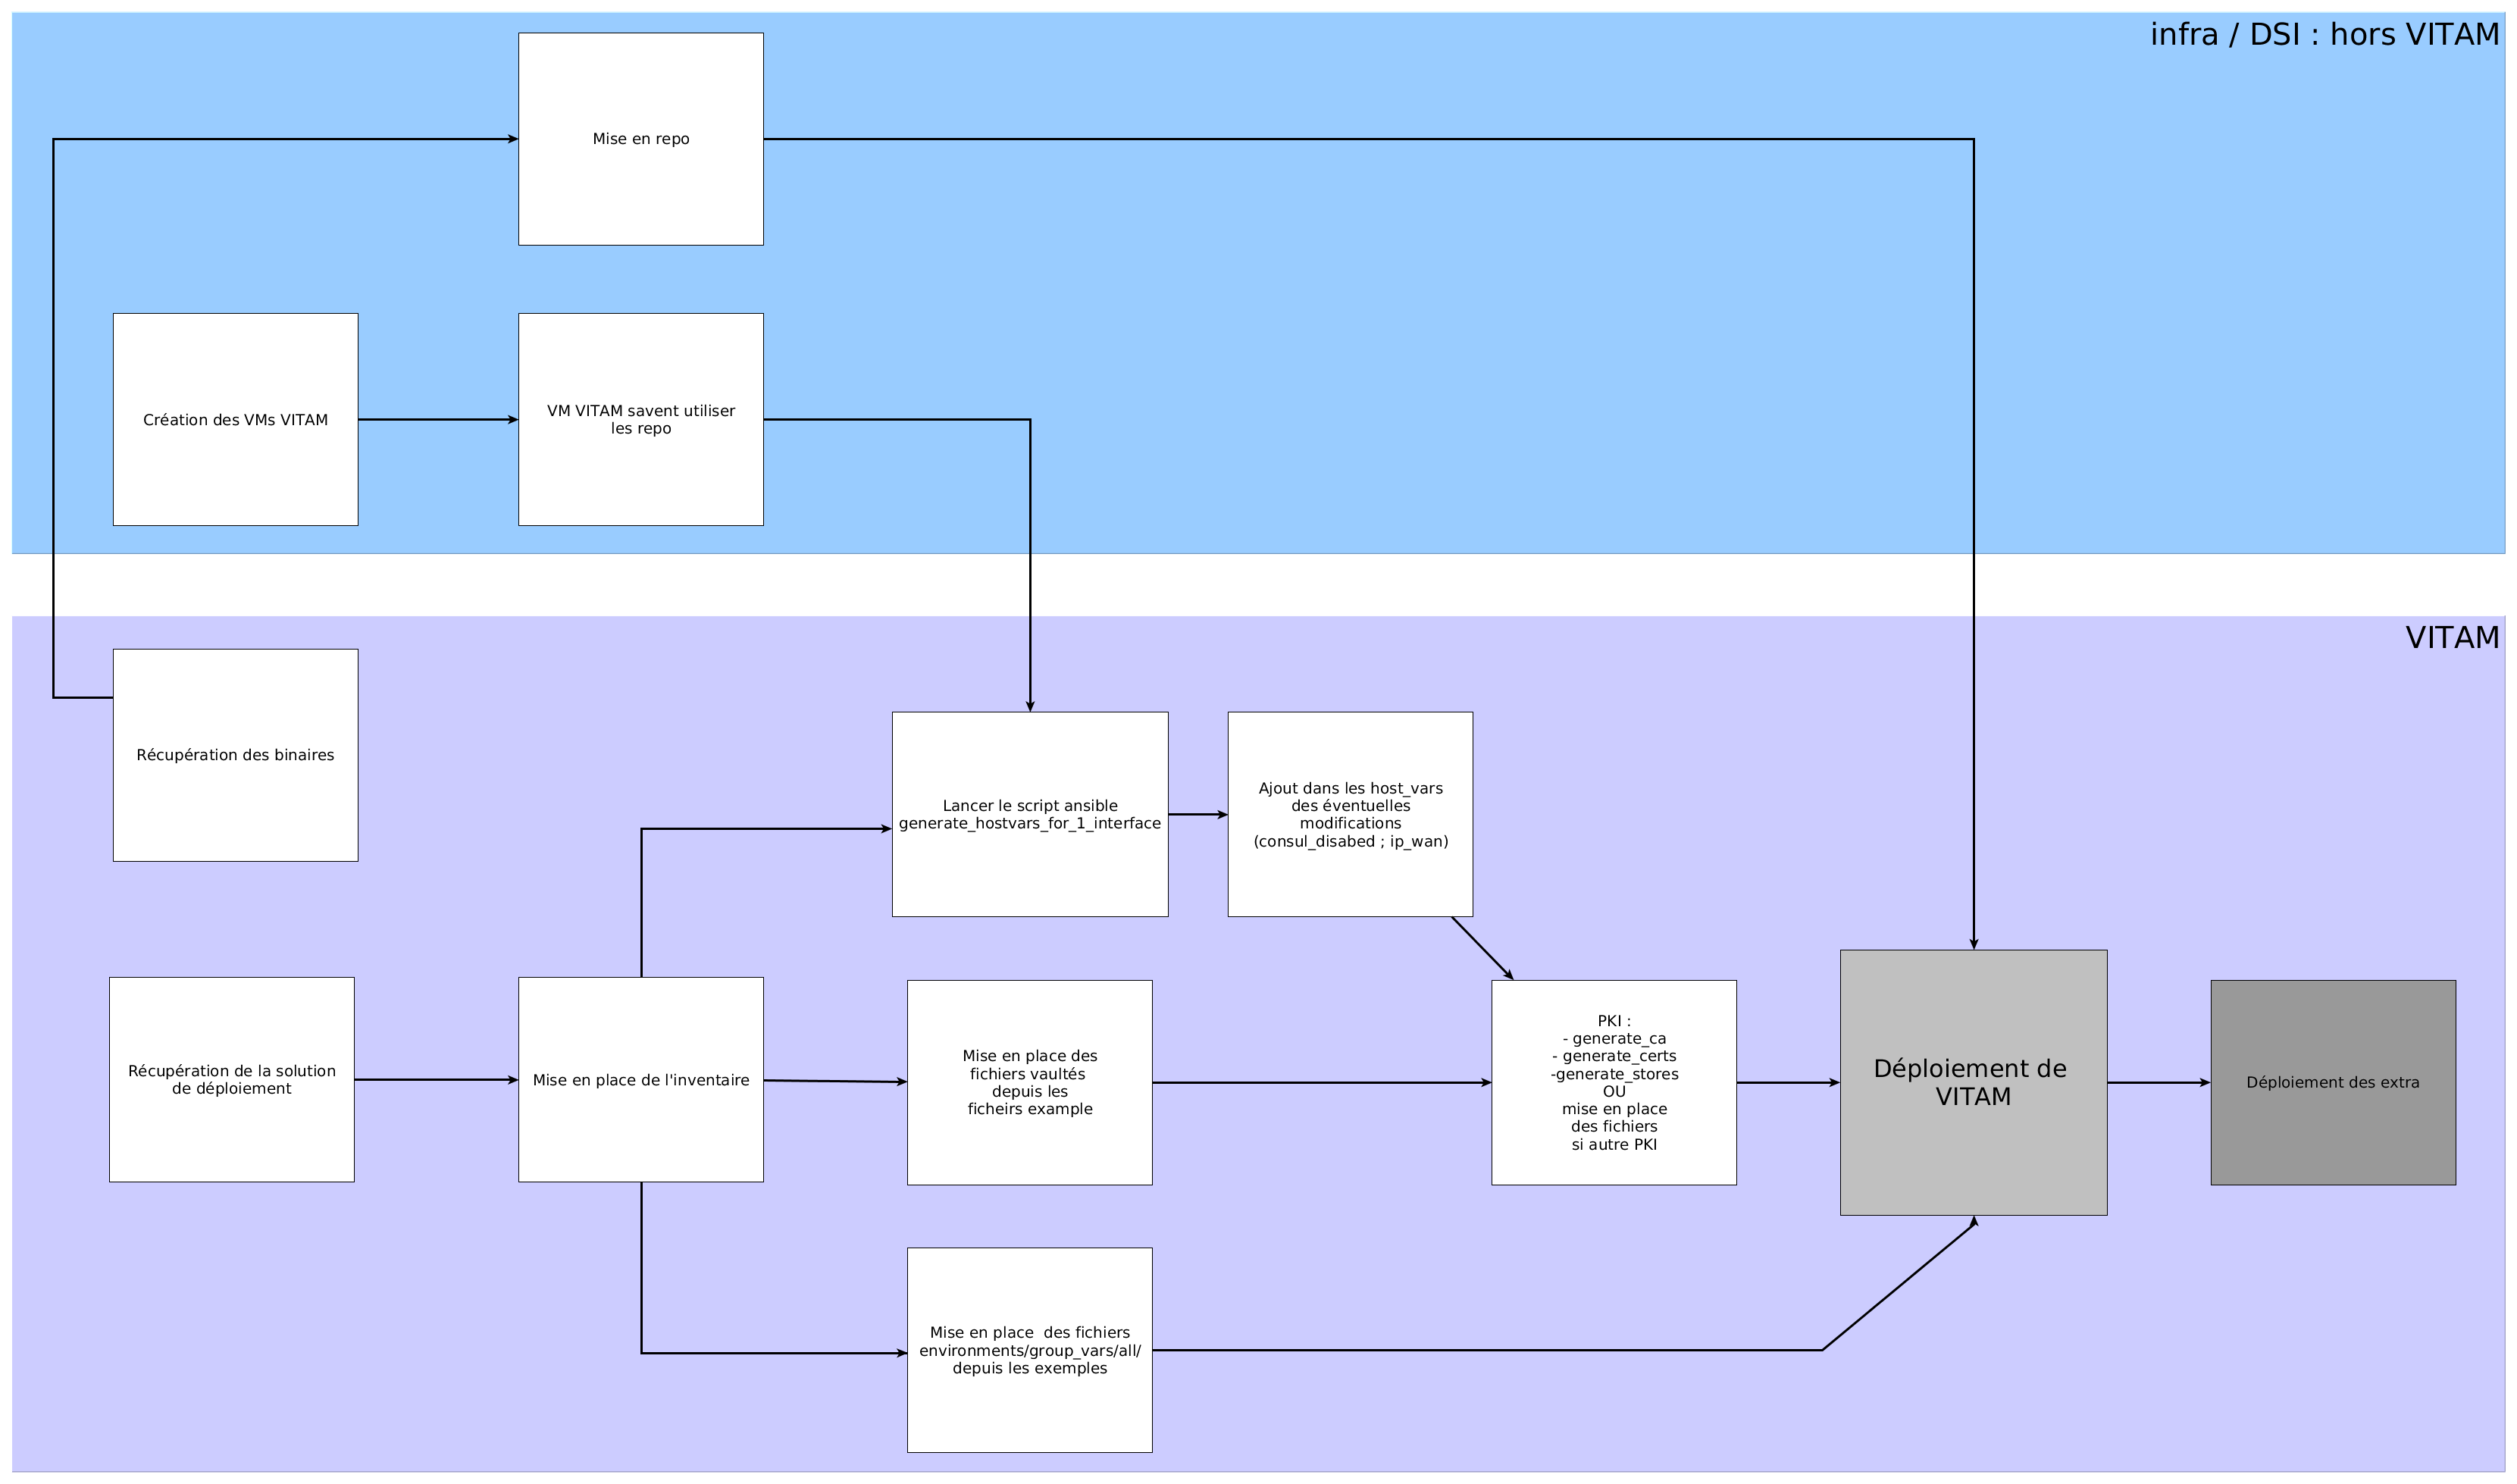 infra / DSI : hors VITAM
Mise en repo
Création des VMs VITAM
VM VITAM savent utiliser
les repo
VITAM
Récupération des binaires
Lancer le script ansible
generate_hostvars_for_1_interface
Ajout dans les host_vars
des éventuelles
modifications
(consul_disabed ; ip_wan)
Récupération de la solution
de déploiement
Mise en place de l'inventaire
Mise en place des
fichiers vaultés
depuis les
ficheirs example
PKI :
- generate_ca
- generate_certs
-generate_stores
OU
mise en place
des fichiers
si autre PKI
Déploiement de
VITAM
Déploiement des extra
Mise en place  des fichiers
environments/group_vars/all/
depuis les exemples